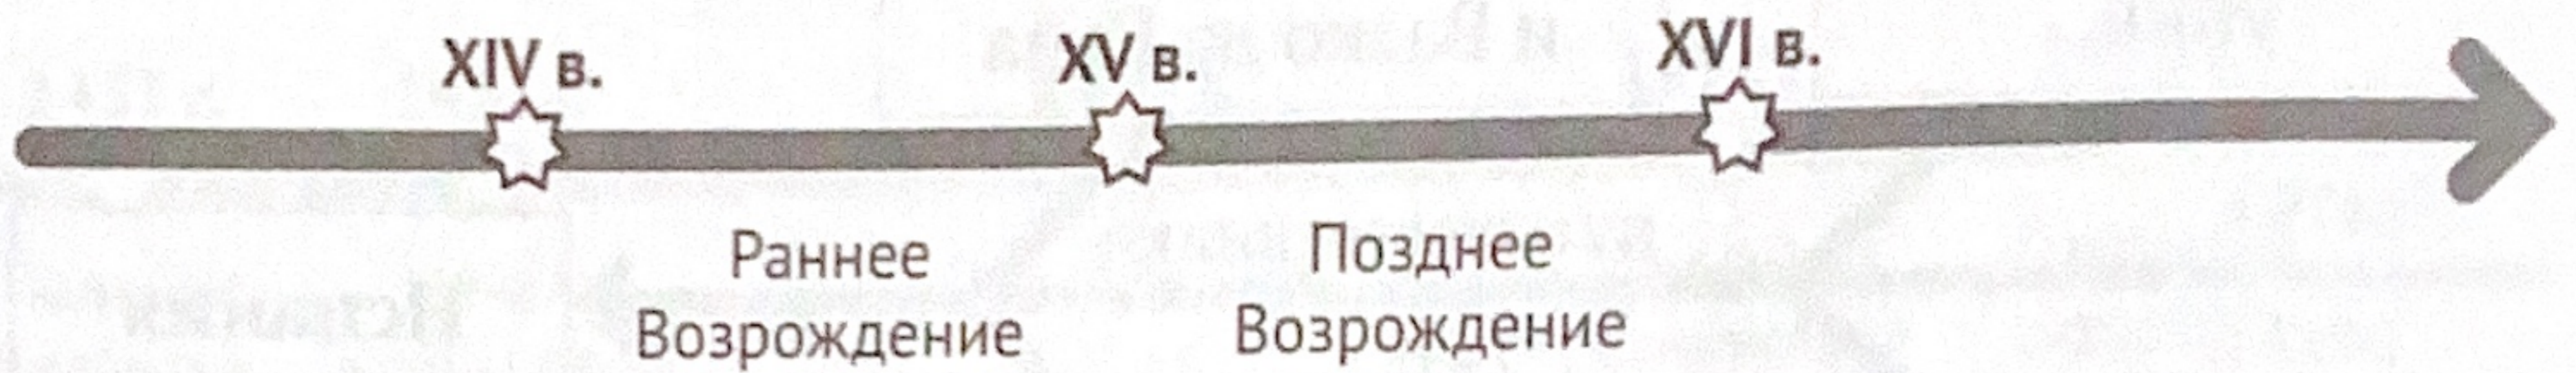 XIV в.
XV в.
XVI в.
Раннее
Возрождение
Позднее
Возрождение